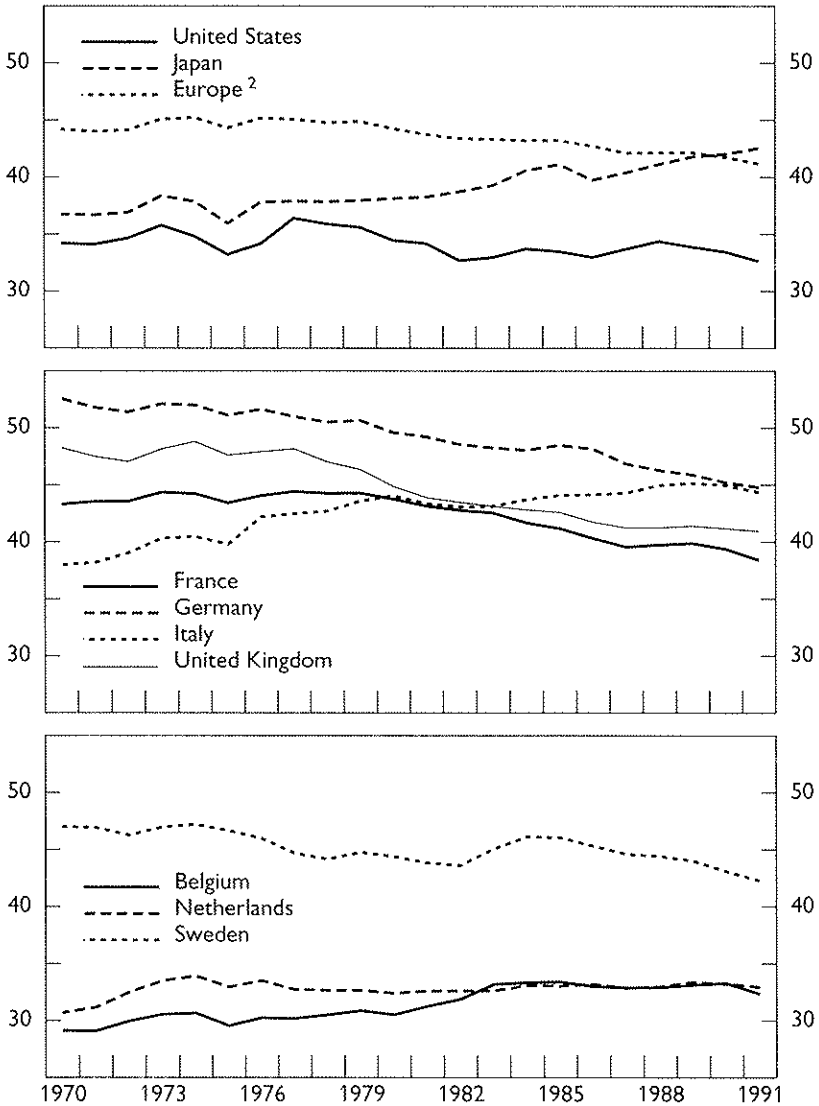 United States
Japan
Europe 2
50 50
40 40
30 30
50 50
40 40
France
Germany
Italy
United Kingdom
30 30
50 50
Belgium
40 40
Netherlands
Sweden
30 30
1970 1973 1976 1979 1982 1985 1988 1991